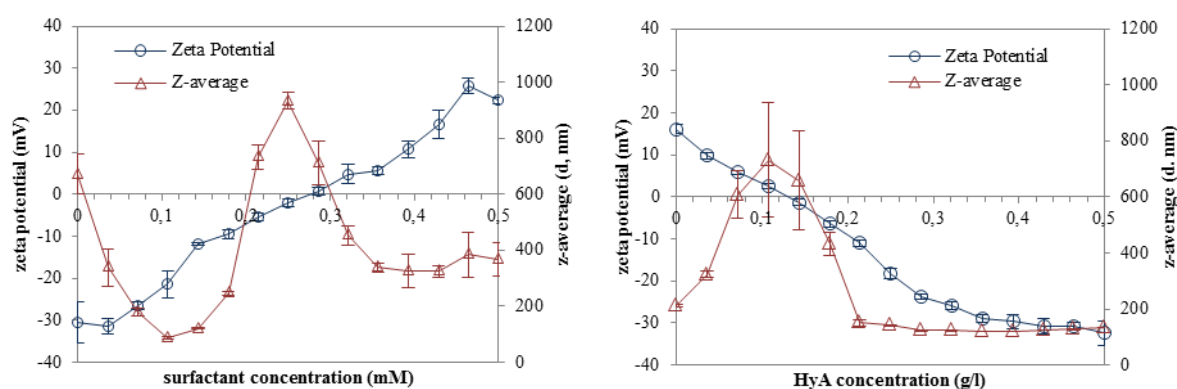 40
30
20
10
0
-10
-20
-30
-40
zeta potential (mV)
Zeta Potential
Z-average
0 0,1 0,2 0,3 0,4 0,5
1200
1000
800
600
400
200
0
z-average (d, nm)
surfactant concentration (mM)
40
30
20
10
0
-10
-20
-30
-40
zeta potential (mV)
Zeta Potential
Z-average
0 0,1 0,2 0,3 0,4 0,5
1200
1000
800
600
400
200
0
z-average (d. nm)
HyA concentration (g/l)